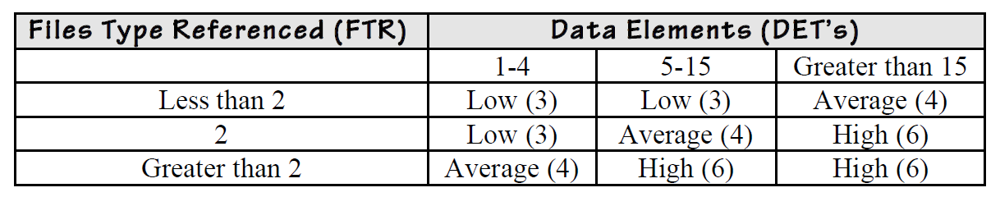 Files Type Referenced (FTR) Data Elements (DET's)
1-4 5-15 Greater than 15
Less than 2 Low (3) Low (3) Average (4)
2 Low (3) Average (4) High (6)
Greater than 2 Average (4) High (6) High (6)